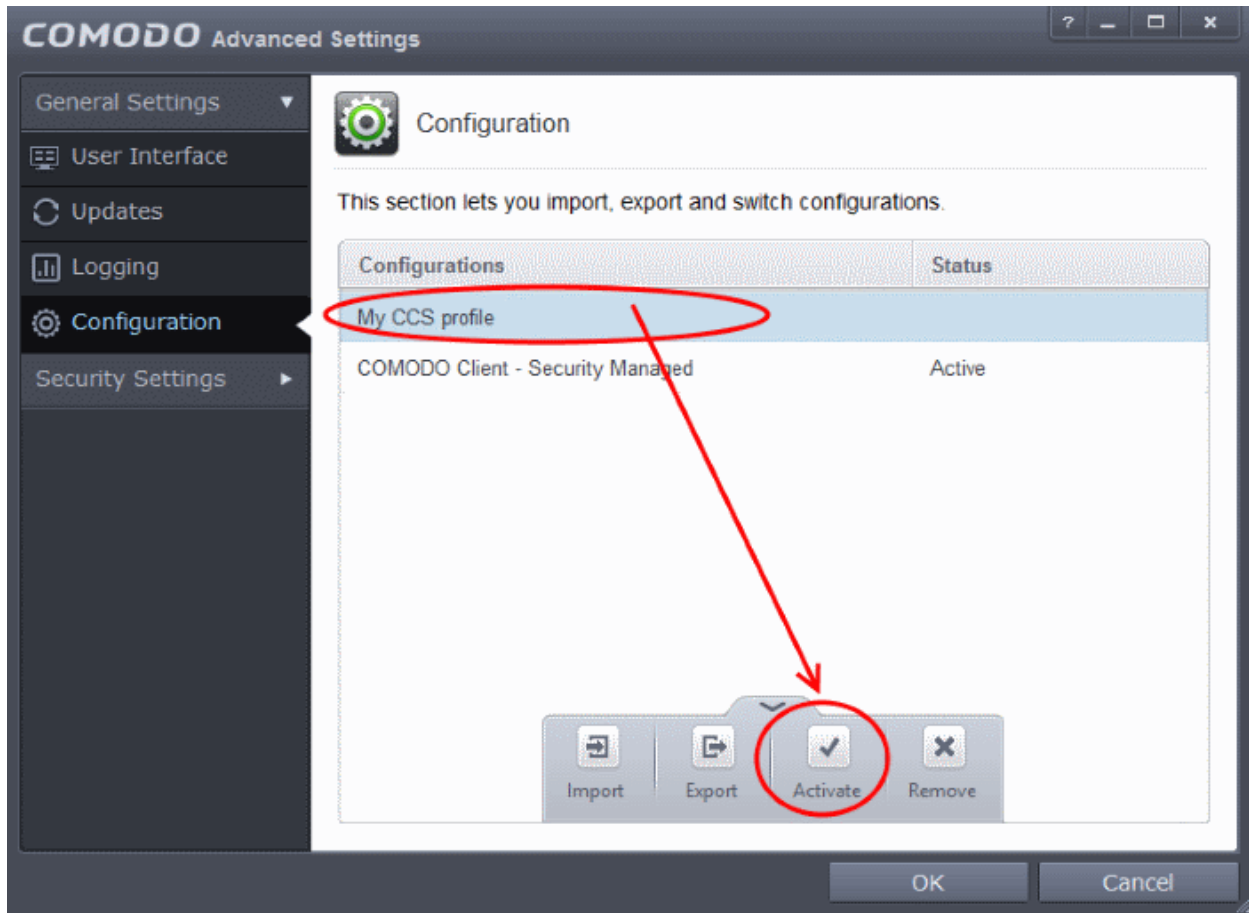 COMODO Advanced Settings
?
General Settings
User Interface
Updates
Logging
Configuration
Security Settings
Configuration
This section lets you import, export and switch configurations.
Configurations Status
My CCS profile
COMODO Client - Security Managed Active
Import Export Activate Remove
OK Cancel